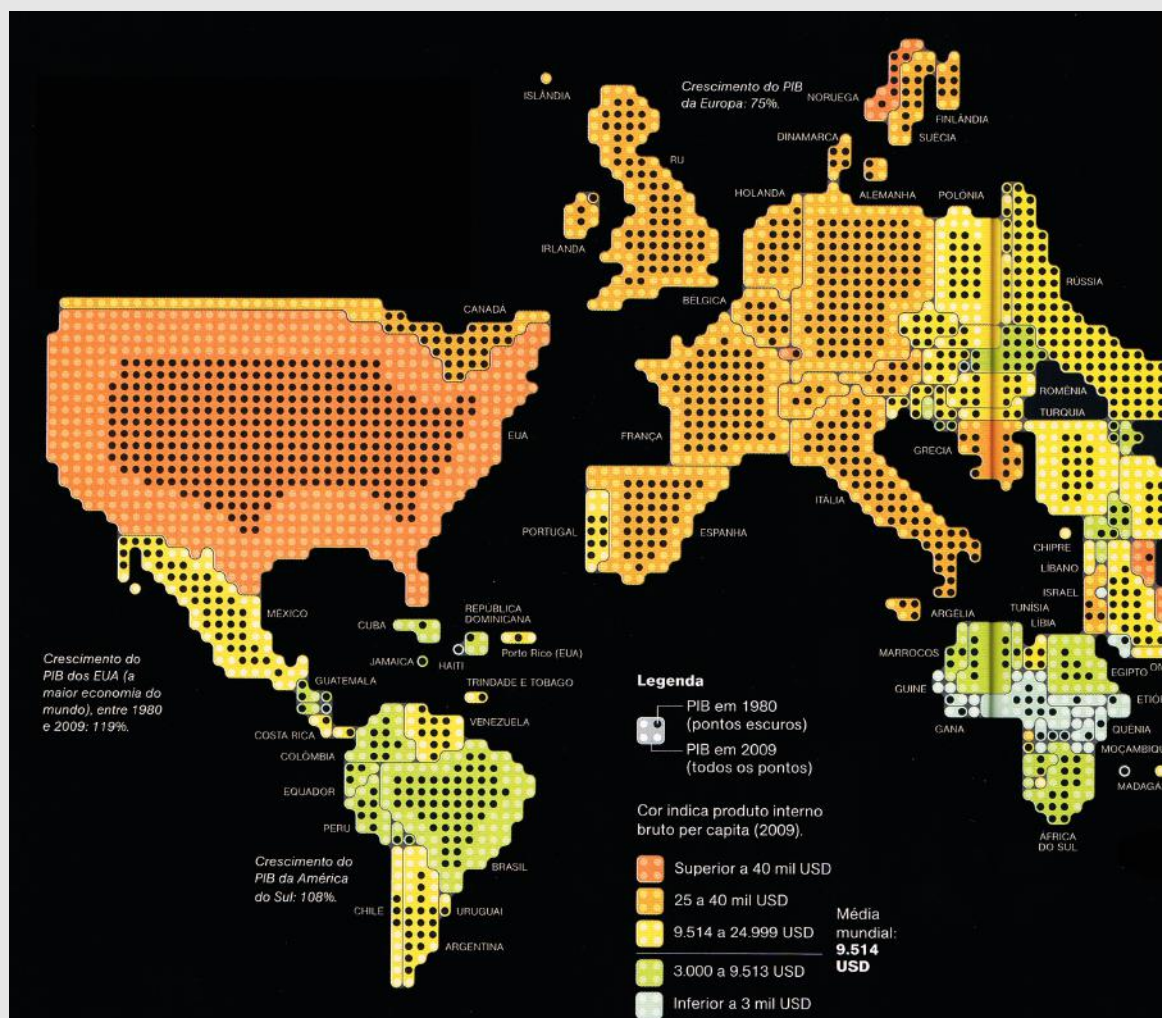 ISLÂNDIA
Crescimento do PIB
da Europa: 75%.
NORUEGA
FINLÂNDIA
SUÉCIA
DINAMARCA
RU
HOLANDA
ALEMANHA
POLÓNIA
IRLANDA
RÚSSIA
BÉLGICA
CANADÁ
ROMÉNIA
TURQUIA
EUA
FRANÇA
GRÉCIA
ITÁLIA
PORTUGAL
ESPANHA
CHIPRE
LÍBANO
ISRAEL
MÉXICO
REPÚBLICA
DOMINICANA
CUBA
ARGÉLIA
TUNÍSIA
LÍBIA
Porto Rico (EUA)
JAMAICA
HAITI
MARROCOS
Crescimento do
PIB dos EUA (a
maior economia do
mundo), entre 1980
e 2009: 119%.
GUATEMALA
TRINDADE E TOBAGO
EGIPTO
GUINÉ
Legenda
PIB em 1980
(pontos escuros)
PIB em 2009
(todos os pontos)
VENEZUELA
COSTA RICA
GANA
QUÉNIA
COLÔMBIA
MOÇAMBIQU
EQUADOR
MADAGÁ
PERU
Cor indica produto interno
bruto per capita (2009).
ÁFRICA
DO SUL
BRASIL
Crescimento do
PIB da América
do Sul: 108%.
Superior a 40 mil USD
25 a 40 mil USD
CHILE
URUGUAI
9.514 a 24.999 USD
Média
mundial:
9.514
USD
ARGENTINA
3.000 a 9.513 USD
Inferior a 3 mil USD